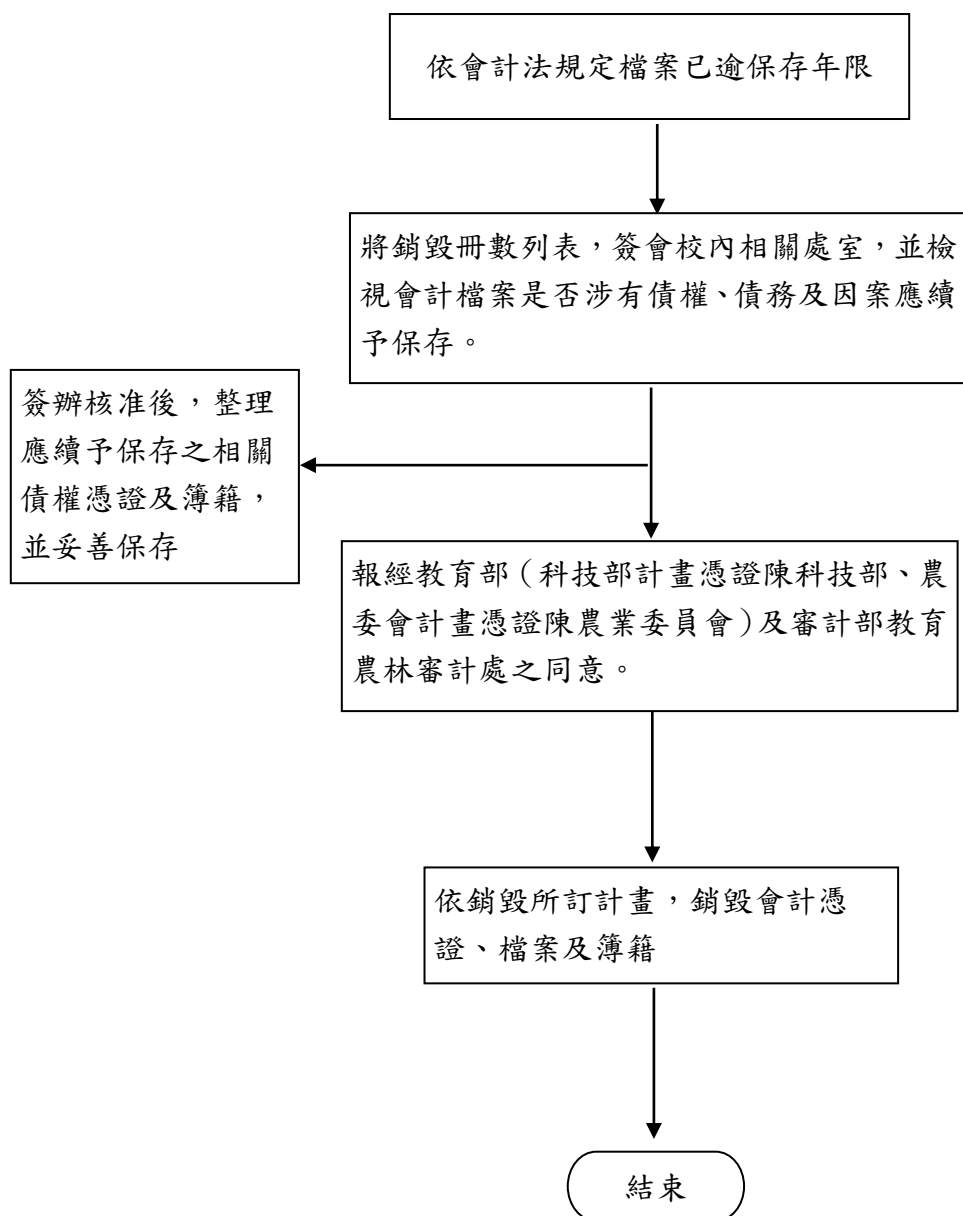 依會計法規定檔案已逾保存年限
將銷毀冊數列表，簽會校內相關處室，並檢
視會計檔案是否涉有債權、債務及因案應續
予保存。
簽辦核准後，整理
應續予保存之相關
債權憑證及簿籍，
並妥善保存
報經教育部（科技部計畫憑證陳科技部、農
委會計畫憑證陳農業委員會）及審計部教育
農林審計處之同意。
依銷毀所訂計畫，銷毀會計憑
證、檔案及簿籍
結束